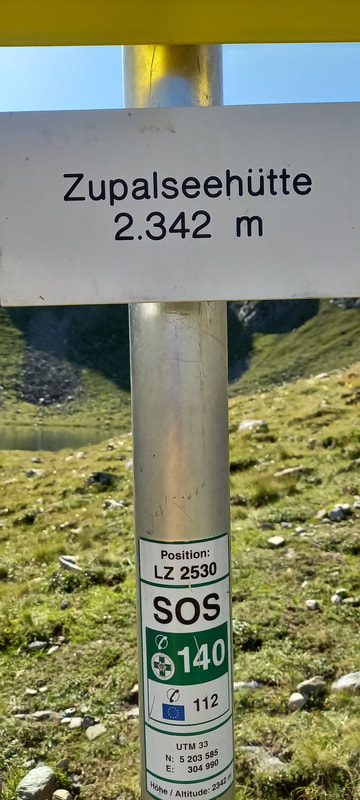 Zupalseehütte
2.342 m
Position:
LZ 2530
SOS
140
112
UTM 33
N: 5 203 585
E: 304 990
Höhe / Altitude: 2342 m